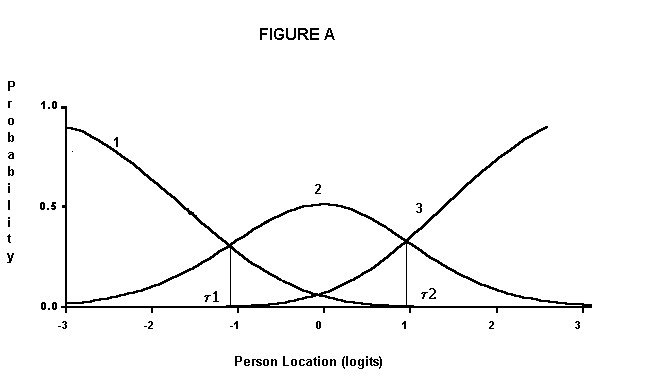 FIGURE A
Probability
1.0
0.5
0.0
1
2
3
τ1
τ2
-3 -2 -1 0 1 2 3
Person Location (logits)